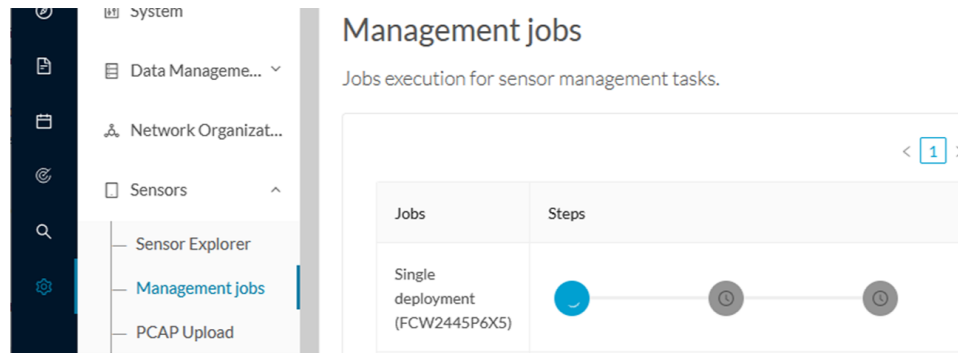 System
Data Manageme...
Network Organizat...
Sensors
Sensor Explorer
Management jobs
PCAP Upload
Management jobs
Jobs execution for sensor management tasks.
1
Jobs
Steps
Single
deployment
(FCW2445P6X5)